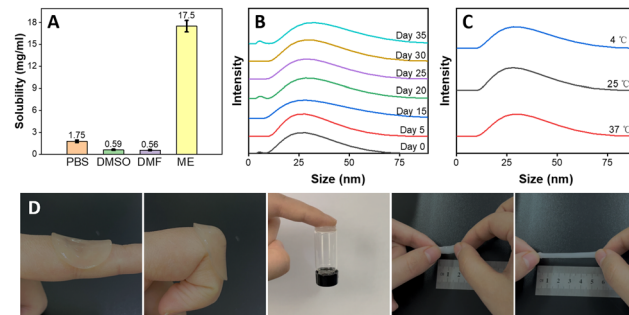 A
Solubility (mg/ml)
18
15
12
9
6
3
0
1.75
0.59
0.56
17.5
PBS
DMSO
DMF
ME
B
Intensity
Day 35
Day 30
Day 25
Day 20
Day 15
Day 5
Day 0
0
25
50
75
Size (nm)
C
Intensity
4 ℃
25 ℃
37 ℃
0
25
50
75
Size (nm)
D